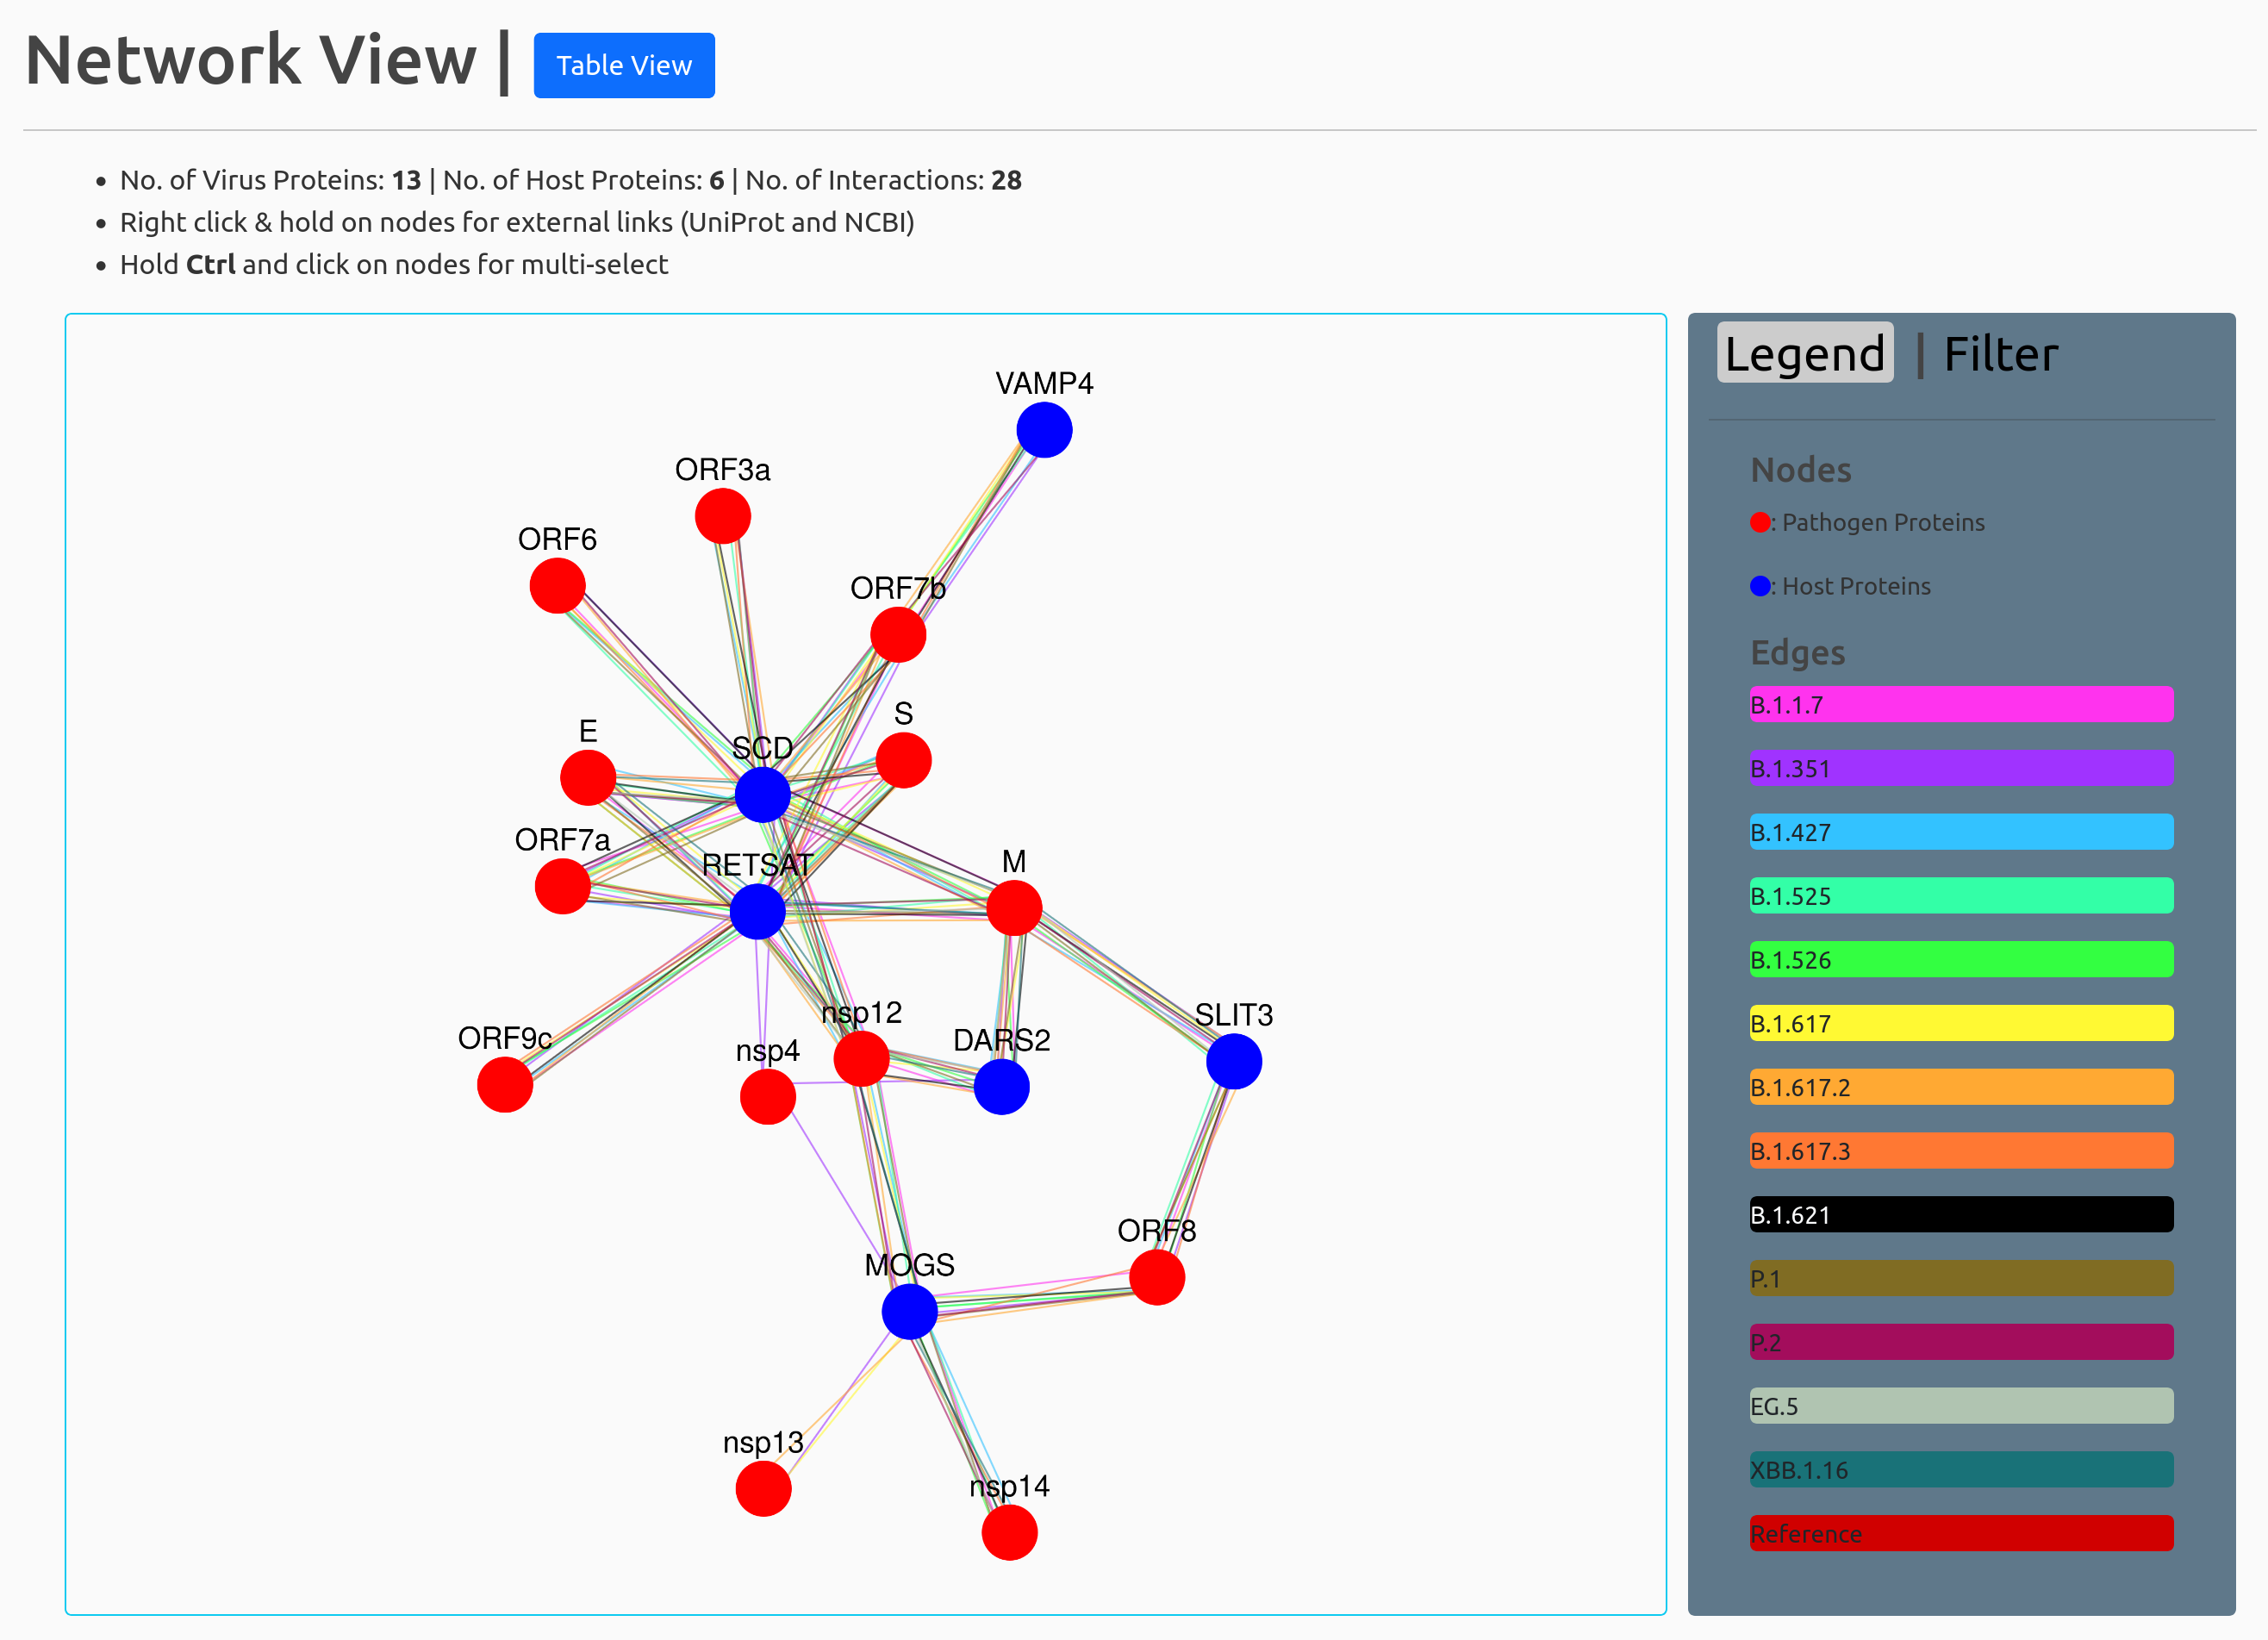 Network View | Table View
• No. of Virus Proteins: 13 | No. of Host Proteins: 6 | No. of Interactions: 28
• Right click & hold on nodes for external links (UniProt and NCBI)
• Hold Ctrl and click on nodes for multi-select
VAMP4
ORF3a
ORF6
ORF7b
S
E
SCD
ORF7a
RETSAT
M
nsp12
SLIT3
ORF9c
DARS2
nsp4
ORF8
MOGS
nsp13
nsp14
Legend | Filter
Nodes
: Pathogen Proteins
: Host Proteins
Edges
B.1.1.7
B.1.351
B.1.427
B.1.525
B.1.526
B.1.617
B.1.617.2
B.1.617.3
B.1.621
P.1
P.2
EG.5
XBB.1.16
Reference